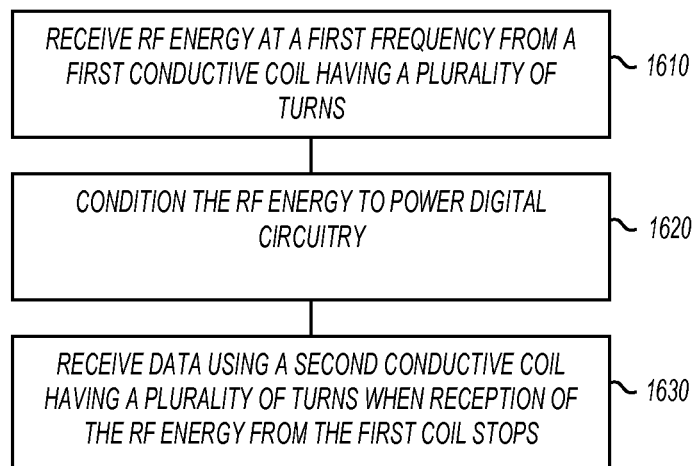 RECEIVE RF ENERGY AT A FIRST FREQUENCY FROM A
FIRST CONDUCTIVE COIL HAVING A PLURALITY OF
TURNS
1610
CONDITION THE RF ENERGY TO POWER DIGITAL
CIRCUITRY
1620
RECEIVE DATA USING A SECOND CONDUCTIVE COIL
HAVING A PLURALITY OF TURNS WHEN RECEPTION OF
THE RF ENERGY FROM THE FIRST COIL STOPS
1630